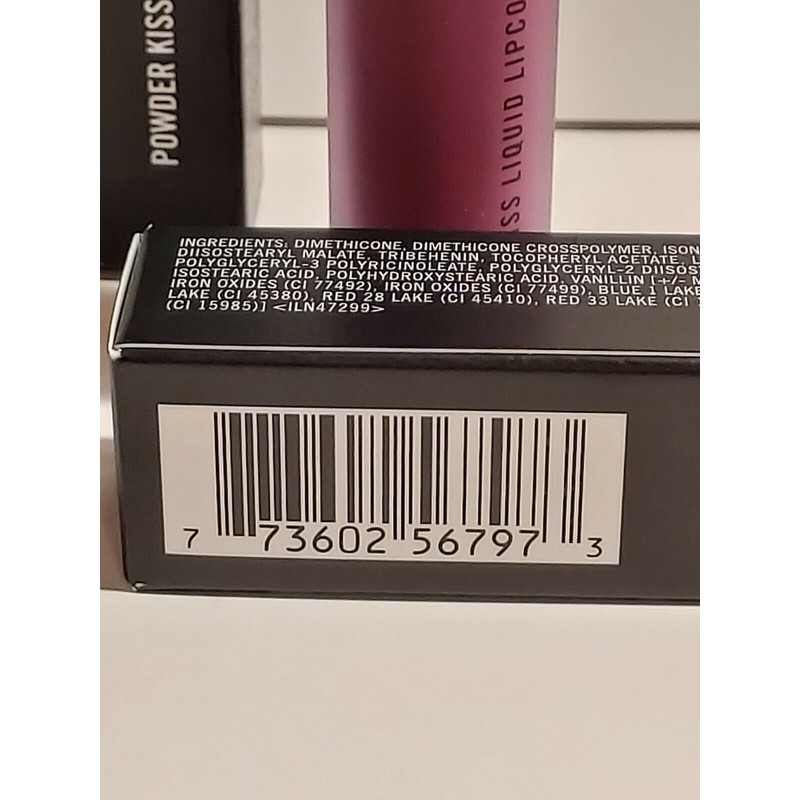 POWDER KISS
LIQUID LIPCO
INGREDIENTS: DIMETHICONE, DIMETHICONE CROSSPOLYMER, ISON
DIISOSTEARYL MALATE, TRIBEHENIN, TOCOPHERYL ACETATE, L
POLYGLYCERYL-3 POLYRICINOLEATE, POLYGLYCERYL-2 DIISOS
ISOSTEARIC ACID, POLYHYDROXYSTEARIC ACID, VANILLIN [+/- M
IRON OXIDES (CI 77492), IRON OXIDES (CI 77499), BLUE 1 LAKE
LAKE (CI 45380), RED 28 LAKE (CI 45410), RED 33 LAKE (CI
(CI 15985)] <ILN47299>
7 73602 56797 3